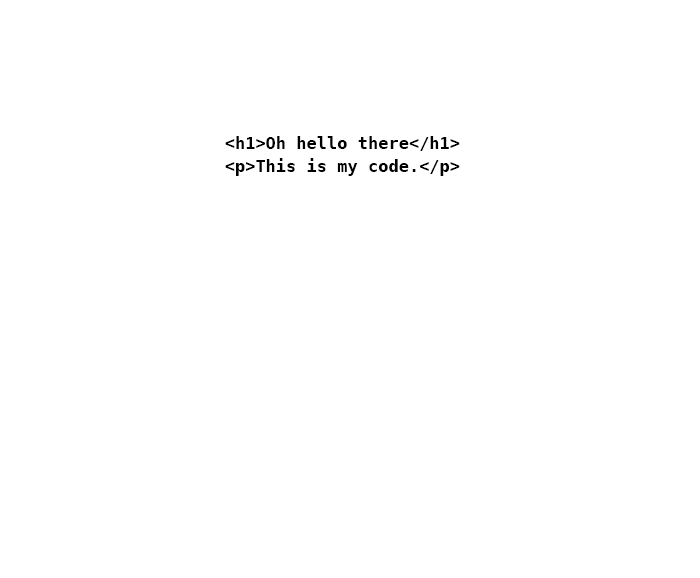 <h1>Oh hello there</h1>
<p>This is my code.</p>